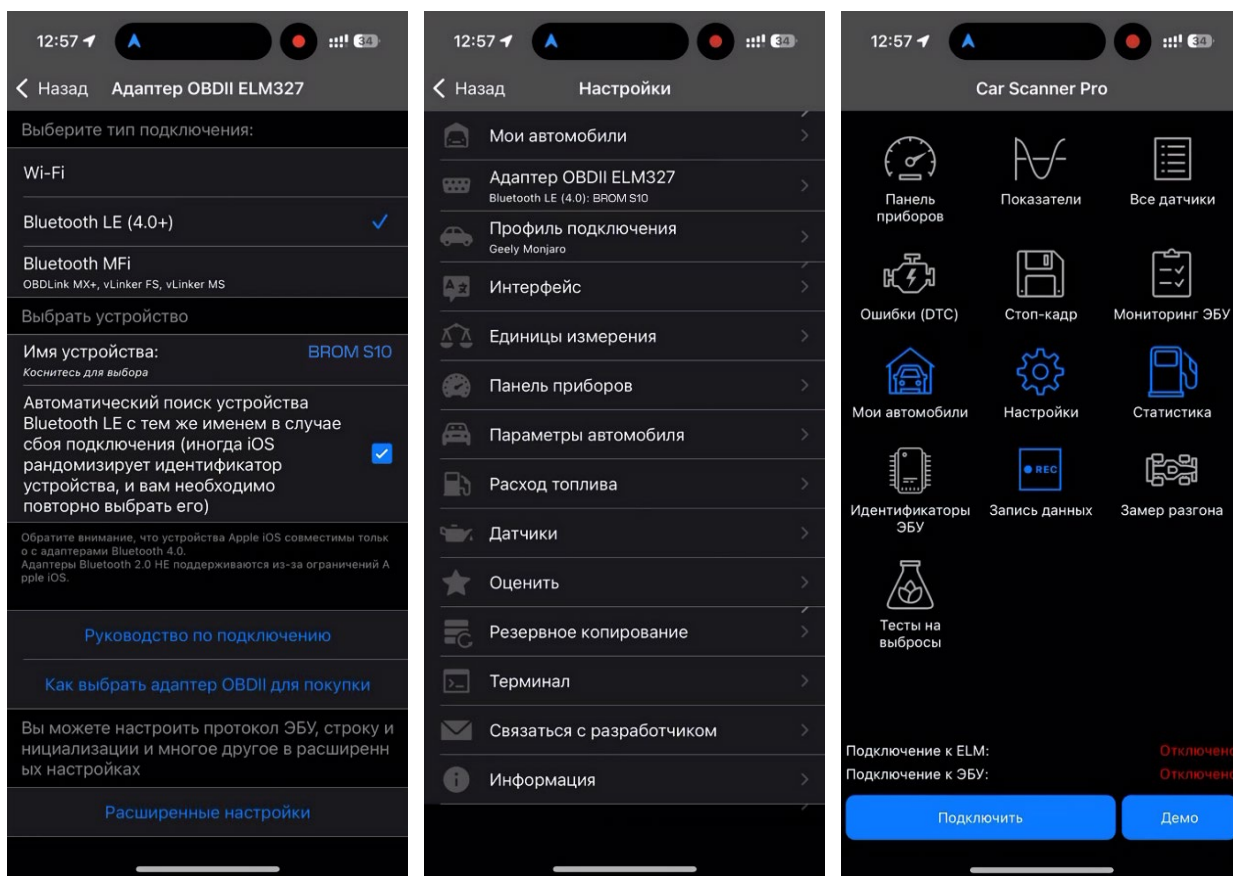 12:57
34
Назад
Адаптер OBDII ELM327
Выберите тип подключения:
Wi-Fi
Bluetooth LE (4.0+)
Bluetooth MFi
OBDLink MX+, vLinker FS, vLinker MS
Выбрать устройство
Имя устройства:
BROM S10
Коснитесь для выбора
Автоматический поиск устройства
Bluetooth LE с тем же именем в случае
сбоя подключения (иногда iOS
рандомизирует идентификатор
устройства, и вам необходимо
повторно выбрать его)
Обратите внимание, что устройства Apple iOS совместимы тольк
о с адаптерами Bluetooth 4.0.
Адаптеры Bluetooth 2.0 НЕ поддерживаются из-за ограничений A
pple iOS.
Руководство по подключению
Как выбрать адаптер OBDII для покупки
Вы можете настроить протокол ЭБУ, строку и
нициализации и многое другое в расширенн
ых настройках
Расширенные настройки
12:57
34
Назад
Настройки
Мои автомобили
Адаптер OBDII ELM327
Bluetooth LE (4.0): BROM S10
Профиль подключения
Geely Monjaro
Интерфейс
Единицы измерения
Панель приборов
Параметры автомобиля
Расход топлива
Датчики
Оценить
Резервное копирование
Терминал
Связаться с разработчиком
Информация
12:57
34
Car Scanner Pro
Панель
приборов
Показатели
Все датчики
Ошибки (DTC)
Стоп-кадр
Мониторинг ЭБУ
Мои автомобили
Настройки
Статистика
REC
Идентификаторы
ЭБУ
Запись данных
Замер разгона
Тесты на
выбросы
Подключение к ELM:
Отключено
Подключение к ЭБУ:
Отключено
Подключить
Демо